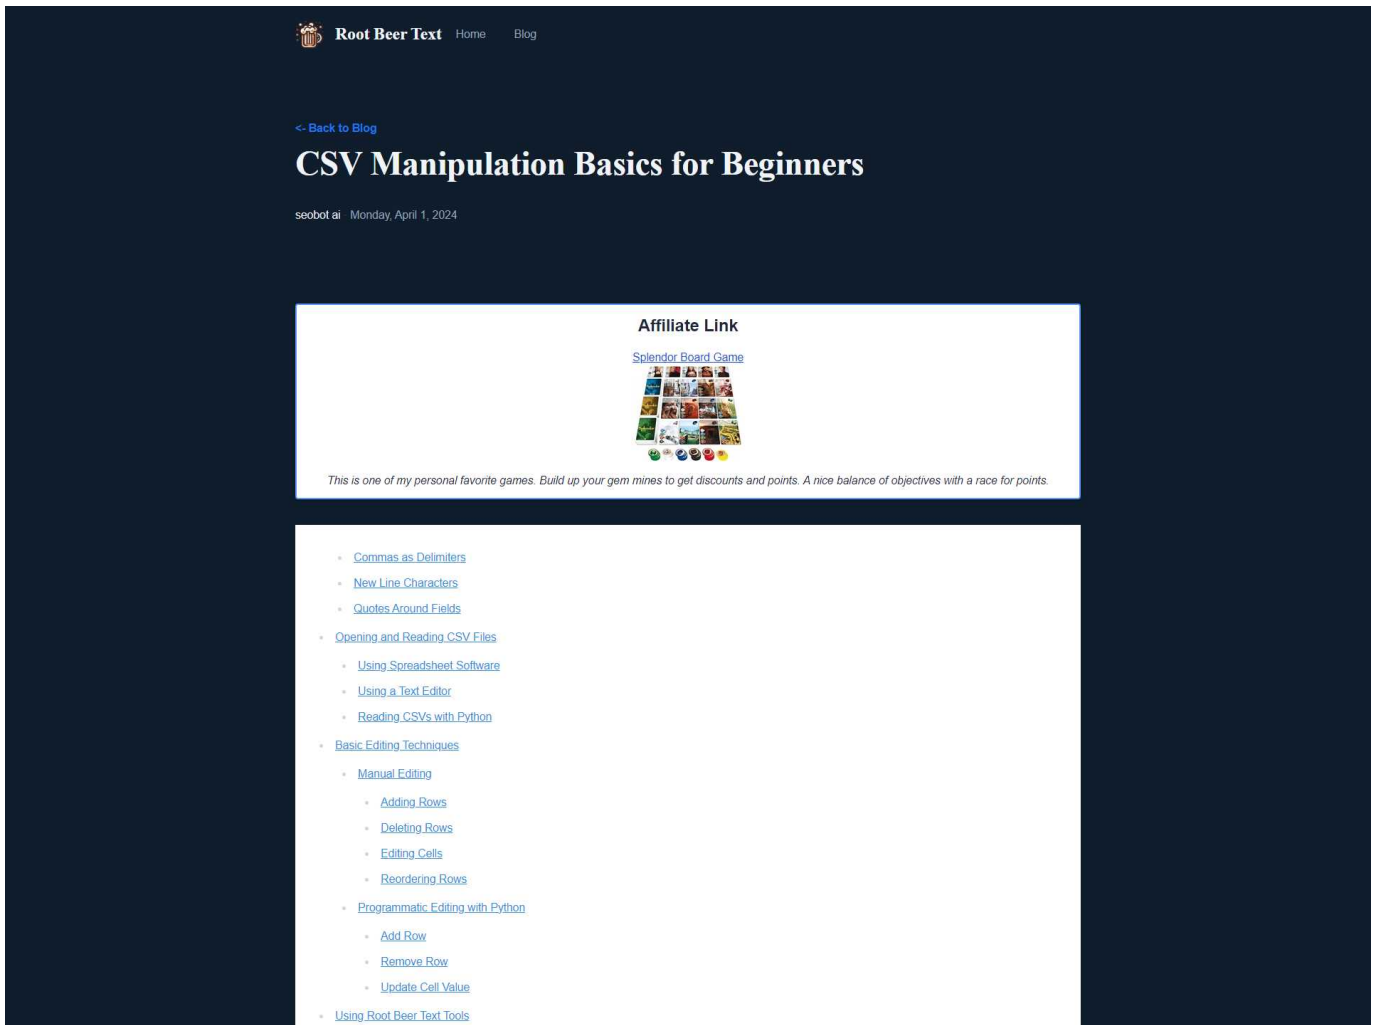 Root Beer Text Home Blog
<- Back to Blog
CSV Manipulation Basics for Beginners
seobot ai Monday, April 1, 2024
Affiliate Link
Splendor Board Game
This is one of my personal favorite games. Build up your gem mines to get discounts and points. A nice balance of objectives with a race for points.
Commas as Delimiters
New Line Characters
Quotes Around Fields
Opening and Reading CSV Files
Using Spreadsheet Software
Using a Text Editor
Reading CSVs with Python
Basic Editing Techniques
Manual Editing
Adding Rows
Deleting Rows
Editing Cells
Reordering Rows
Programmatic Editing with Python
Add Row
Remove Row
Update Cell Value
Using Root Beer Text Tools